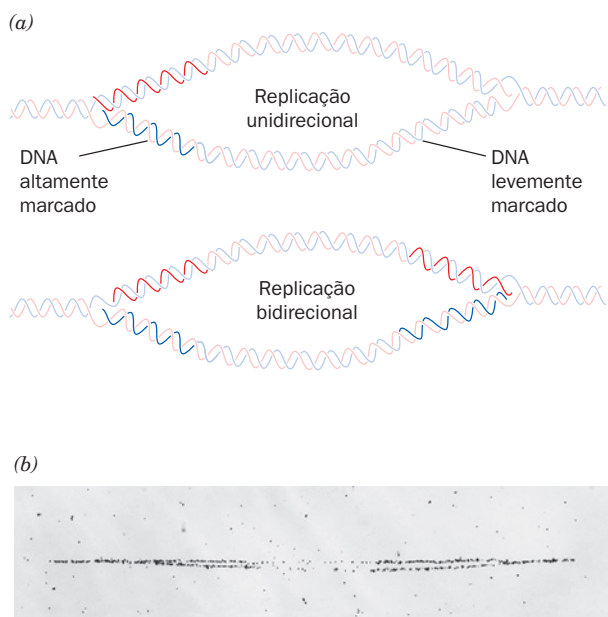 (a)
Replicação
unidirecional
DNA
altamente
marcado
DNA
levemente
marcado
Replicação
bidirecional
(b)